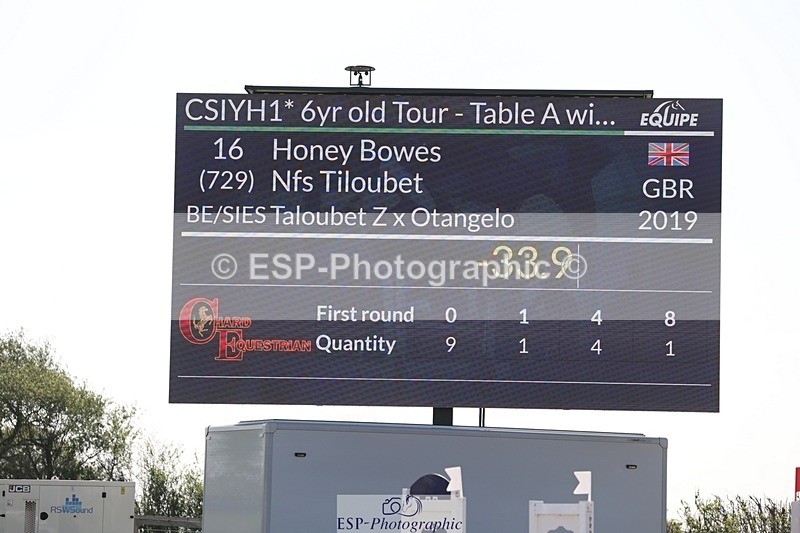 CSIYH1* 6yr old Tour - Table A wi...
EQUIPE
16 Honey Bowes
(729) Nfs Tiloubet
GBR
BE/SIES Taloubet Z x Otangelo 2019
-33.9
© ESP-Photographic ©
CHARD EQUESTRIAN
First round 0 1 4 8
Quantity 9 1 4 1
JCB
RSWSound
ESP-Photographic